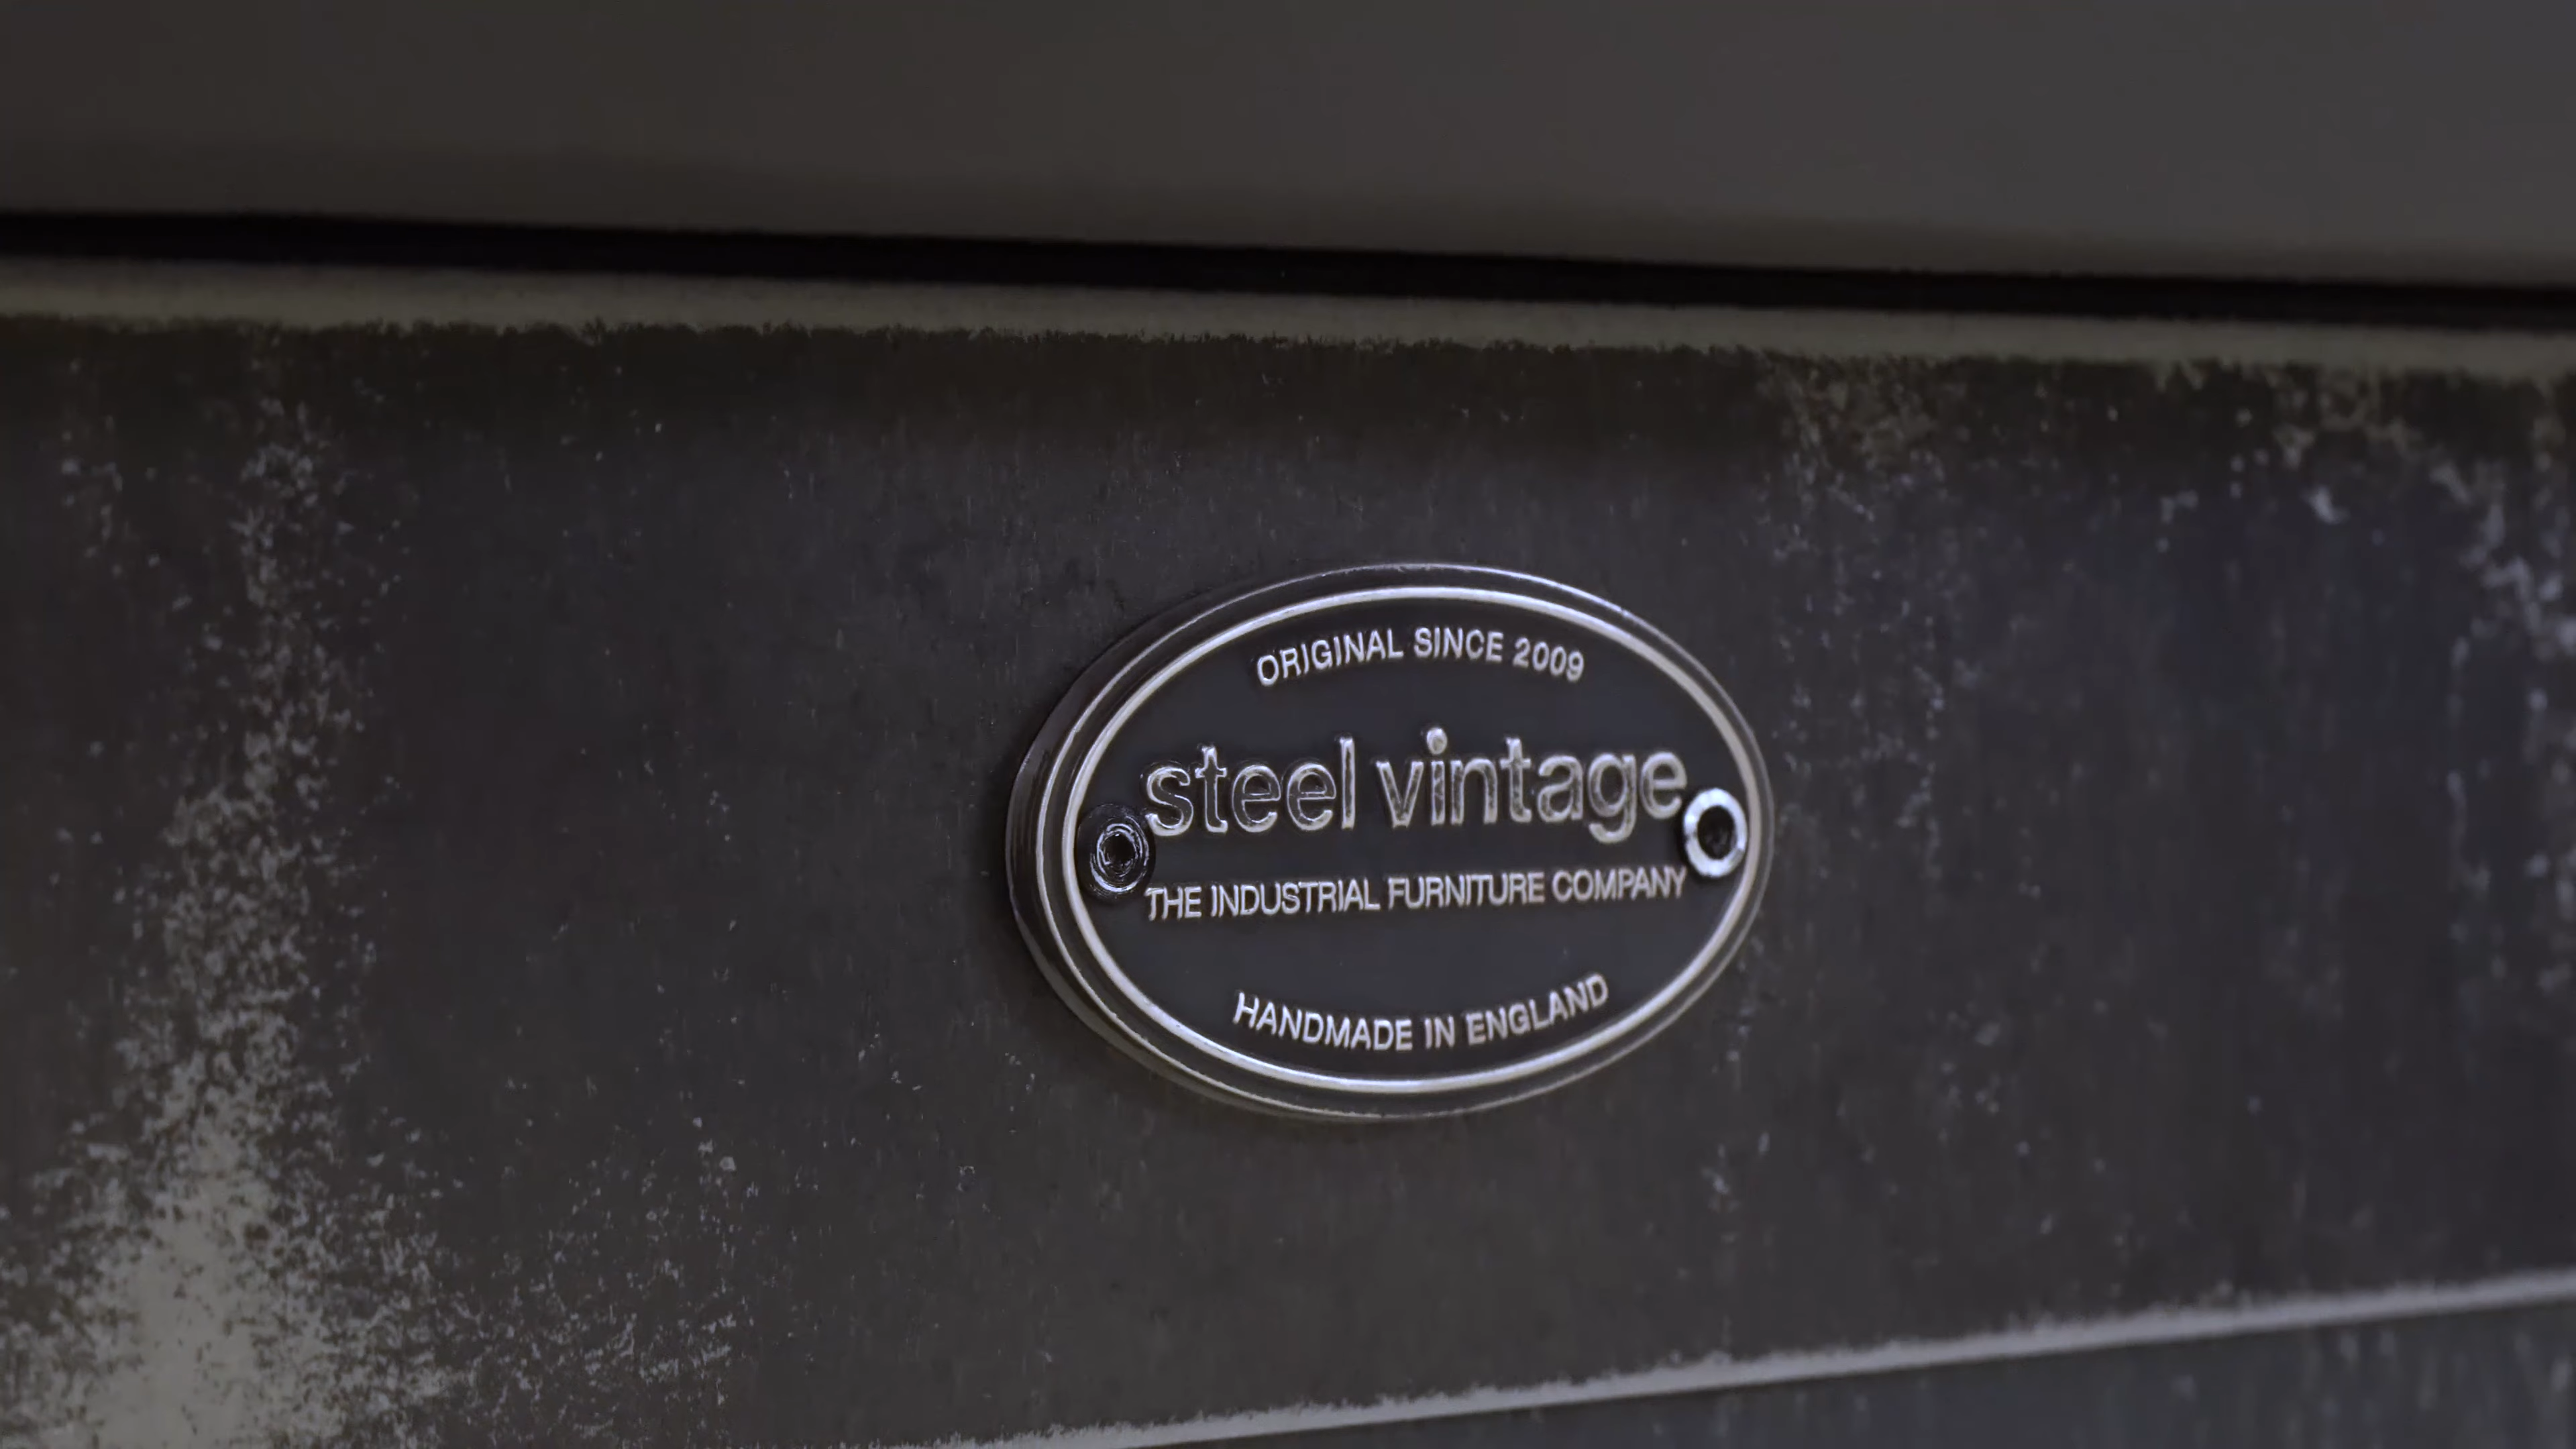 ORIGINAL SINCE 2009
steel vintage
THE INDUSTRIAL FURNITURE COMPANY
HANDMADE IN ENGLAND